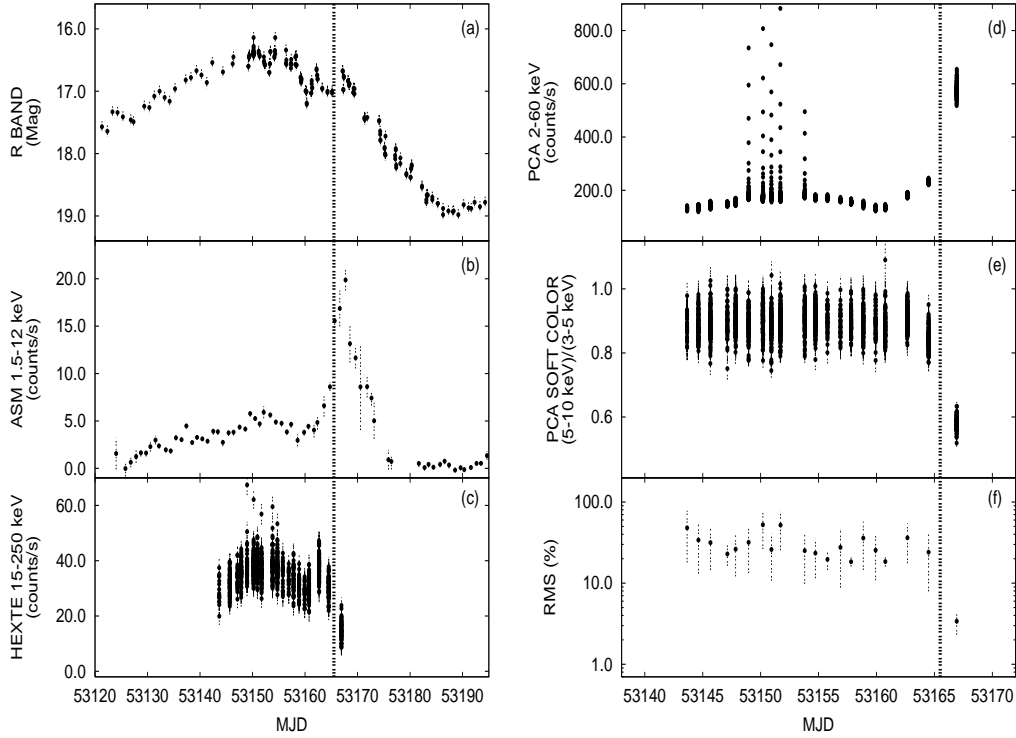 (a)
16.0
17.0
18.0
19.0
R BAND
(Mag)
(b)
20.0
15.0
10.0
5.0
0.0
ASM 1.5-12 keV
(counts/s)
(c)
60.0
40.0
20.0
0.0
HEXTE 15-250 keV
(counts/s)
53120 53130 53140 53150 53160 53170 53180 53190
MJD
(d)
800.0
600.0
400.0
200.0
PCA 2-60 keV
(counts/s)
(e)
1.0
0.8
0.6
PCA SOFT COLOR
(5-10 keV)/(3-5 keV)
(f)
100.0
10.0
1.0
RMS (%)
53140 53145 53150 53155 53160 53165 53170
MJD